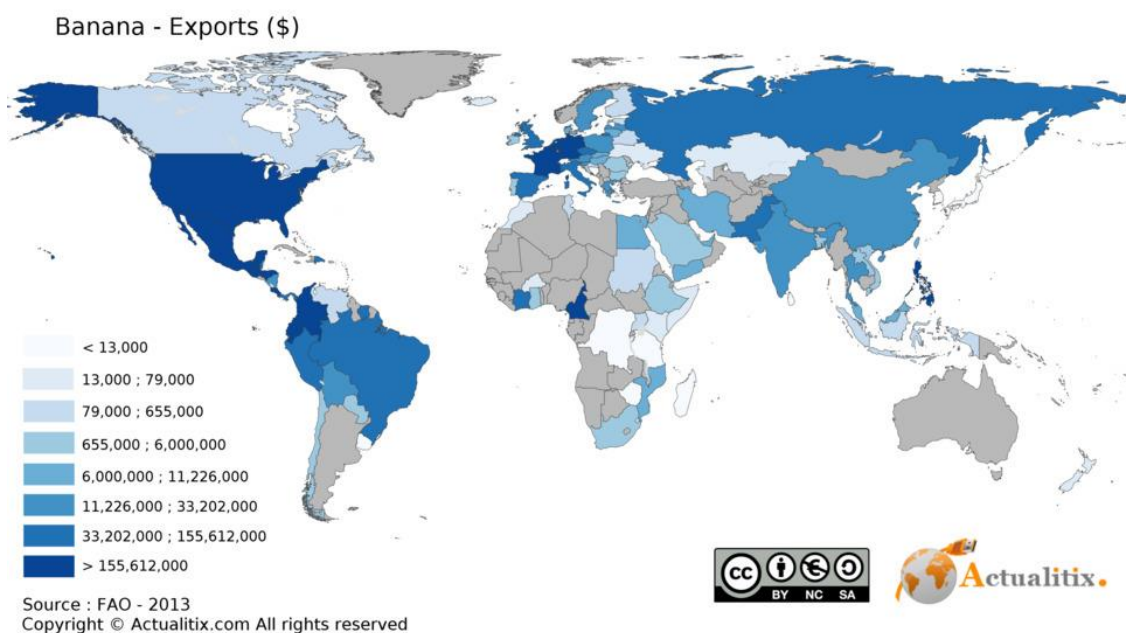 Banana - Exports ($)
< 13,000
13,000 ; 79,000
79,000 ; 655,000
655,000 ; 6,000,000
6,000,000 ; 11,226,000
11,226,000 ; 33,202,000
33,202,000 ; 155,612,000
> 155,612,000
cc
BY NC SA
Actualitix.
Source : FAO - 2013
Copyright © Actualitix.com All rights reserved